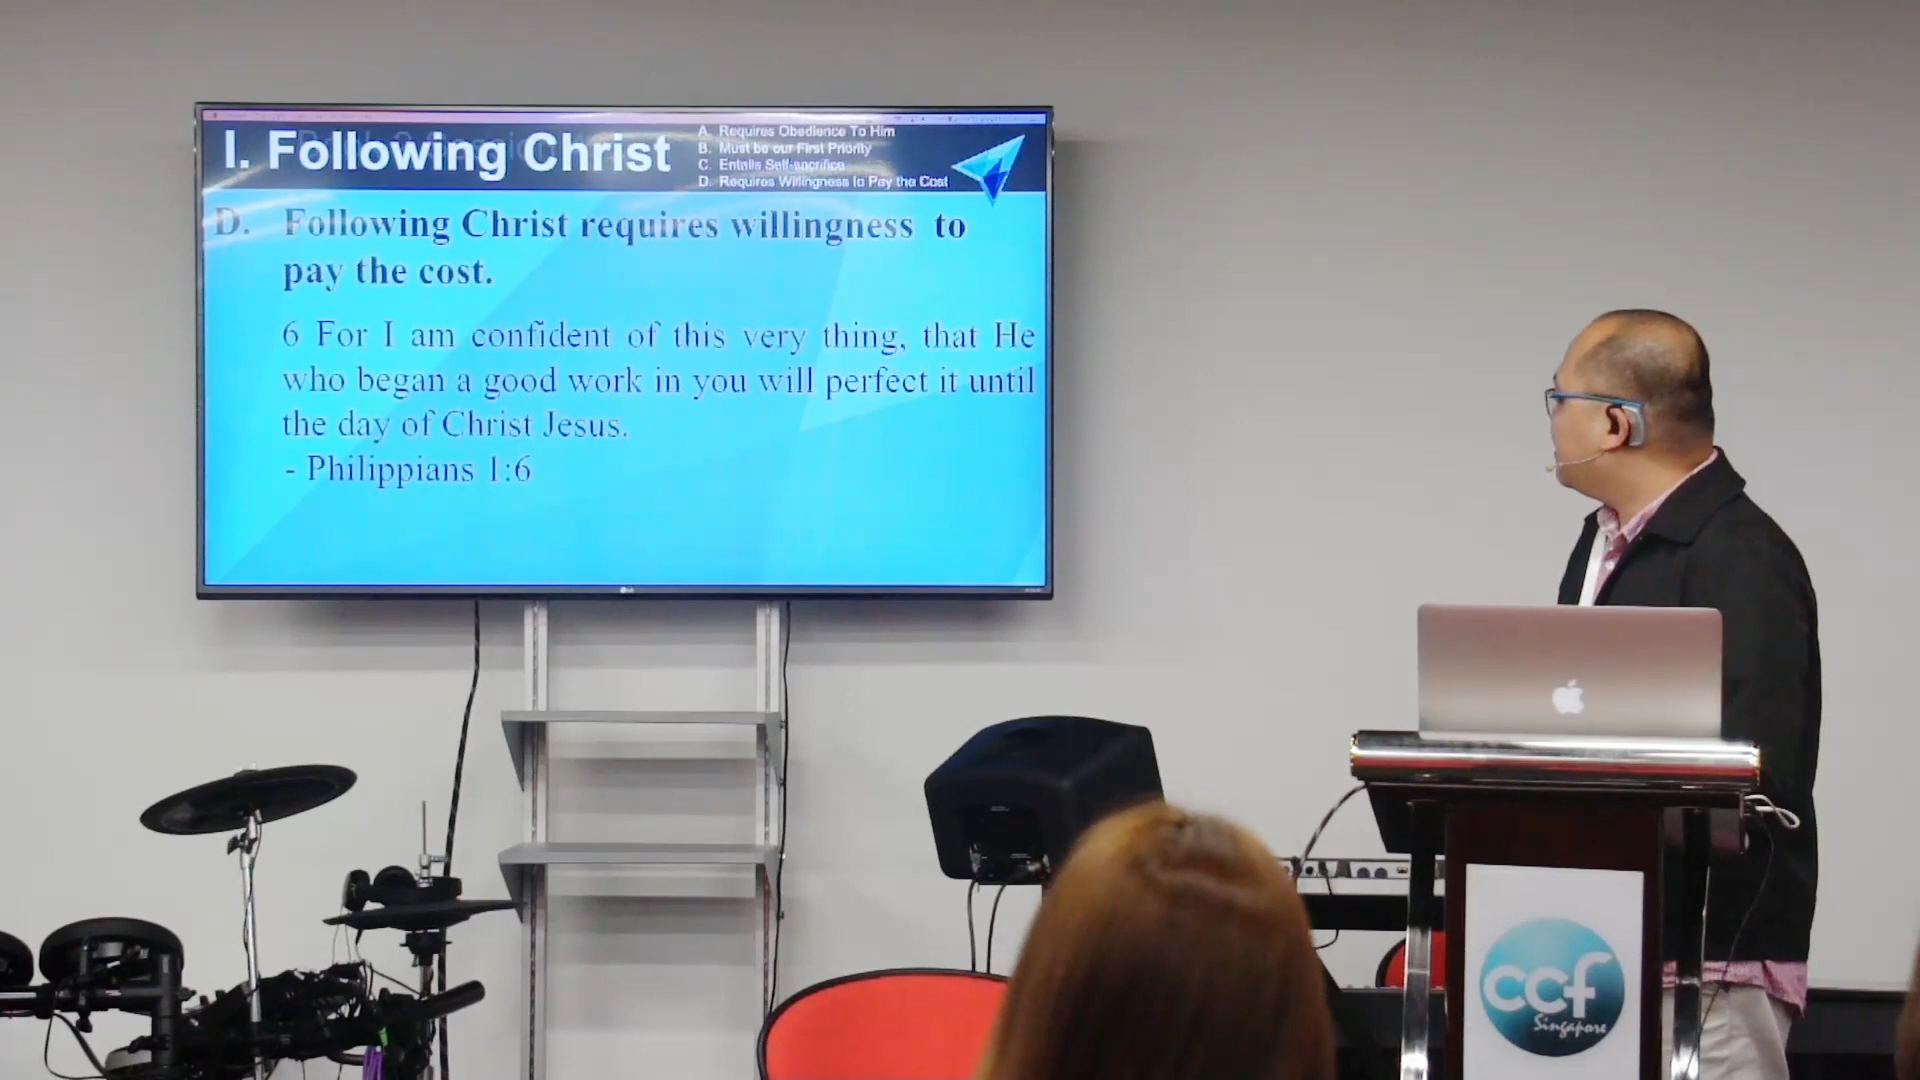 I. Following Christ
A. Requires Obedience To Him
B. Must be our First Priority
C. Entails Self-sacrifice
D. Requires Willingness to Pay the Cost
D. Following Christ requires willingness to
pay the cost.
6 For I am confident of this very thing, that He
who began a good work in you will perfect it until
the day of Christ Jesus.
- Philippians 1:6
LG
ccf
Singapore